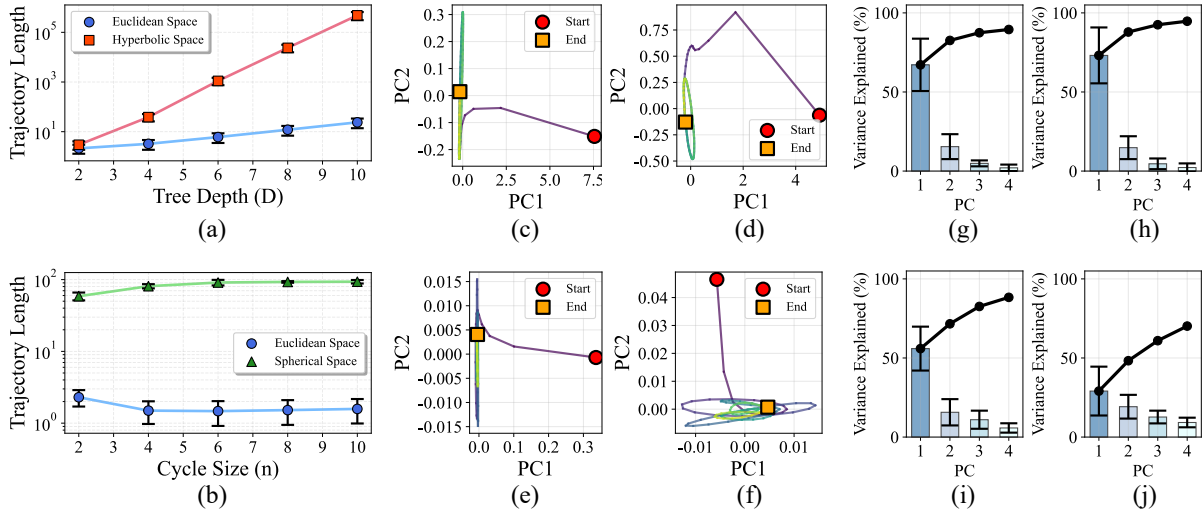 Trajectory Length
10^5
10^3
10^1
Euclidean Space
Hyperbolic Space
2 4 6 8 10
Tree Depth (D)
(a)
PC2
0.3
0.2
0.1
0.0
-0.1
-0.2
Start
End
0.0 2.5 5.0 7.5
PC1
(c)
PC2
0.75
0.50
0.25
0.00
-0.25
-0.50
Start
End
0 2 4
PC1
(d)
Variance Explained (%)
100
50
0
1 2 3 4
PC
(g)
Variance Explained (%)
100
50
0
1 2 3 4
PC
(h)
Trajectory Length
10^2
10^1
10^0
Euclidean Space
Spherical Space
2 4 6 8 10
Cycle Size (n)
(b)
PC2
0.015
0.010
0.005
0.000
-0.005
-0.010
-0.015
Start
End
0.0 0.1 0.2 0.3
PC1
(e)
PC2
0.04
0.03
0.02
0.01
0.00
Start
End
-0.01 0.00 0.01
PC1
(f)
Variance Explained (%)
100
50
0
1 2 3 4
PC
(i)
Variance Explained (%)
100
50
0
1 2 3 4
PC
(j)